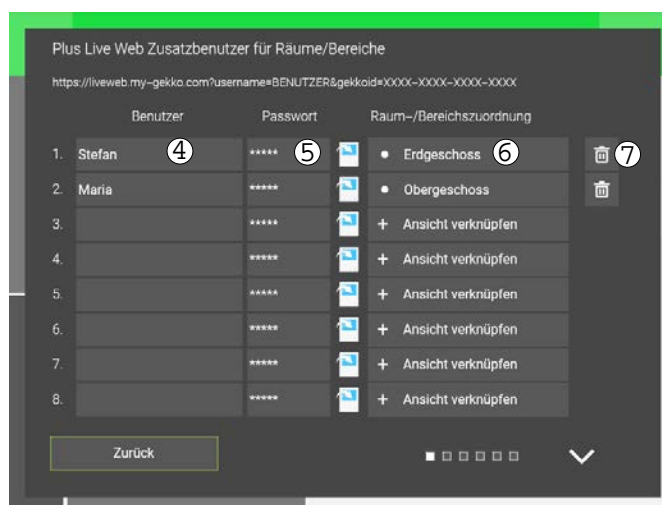 Plus Live Web Zusatzbenutzer für Räume/Bereiche
https://liveweb.my-gekko.com?username=BENUTZER&gekkoid=XXXX-XXXX-XXXX-XXXX
Benutzer Passwort Raum-/Bereichszuordnung
1. Stefan 4 ***** 5 Erdgeschoss 6 7
2. Maria ***** Obergeschoss
3. ***** + Ansicht verknüpfen
4. ***** + Ansicht verknüpfen
5. ***** + Ansicht verknüpfen
6. ***** + Ansicht verknüpfen
7. ***** + Ansicht verknüpfen
8. ***** + Ansicht verknüpfen
Zurück